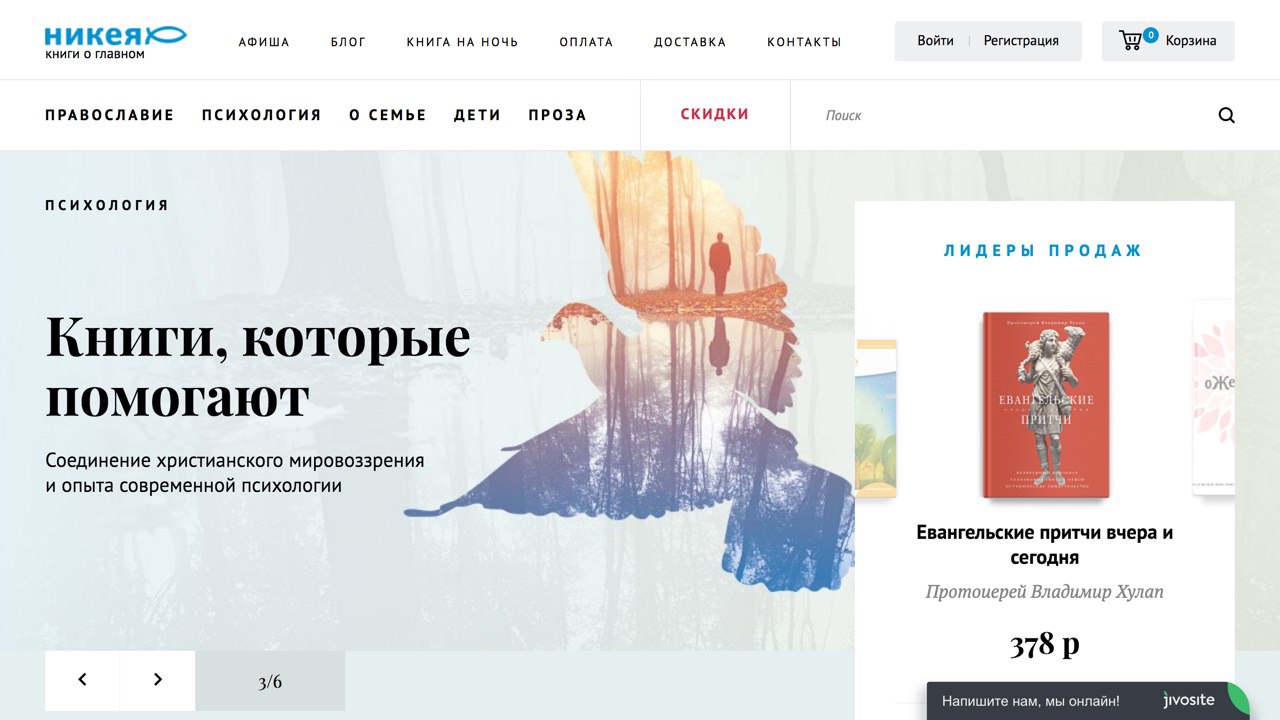 никея
книги о главном
АФИША БЛОГ КНИГА НА НОЧЬ ОПЛАТА ДОСТАВКА КОНТАКТЫ
Войти Регистрация
0 Корзина
ПРАВОСЛАВИЕ ПСИХОЛОГИЯ О СЕМЬЕ ДЕТИ ПРОЗА
СКИДКИ
Поиск
ПСИХОЛОГИЯ
Книги, которые
помогают
Соединение христианского мировоззрения
и опыта современной психологии
3/6
ЛИДЕРЫ ПРОДАЖ
Протоиерей Владимир Хулап
ЕВАНГЕЛЬСКИЕ
ПРИТЧИ
Евангельские притчи вчера и
сегодня
Протоиерей Владимир Хулап
378 р
Напишите нам, мы онлайн! jivosite